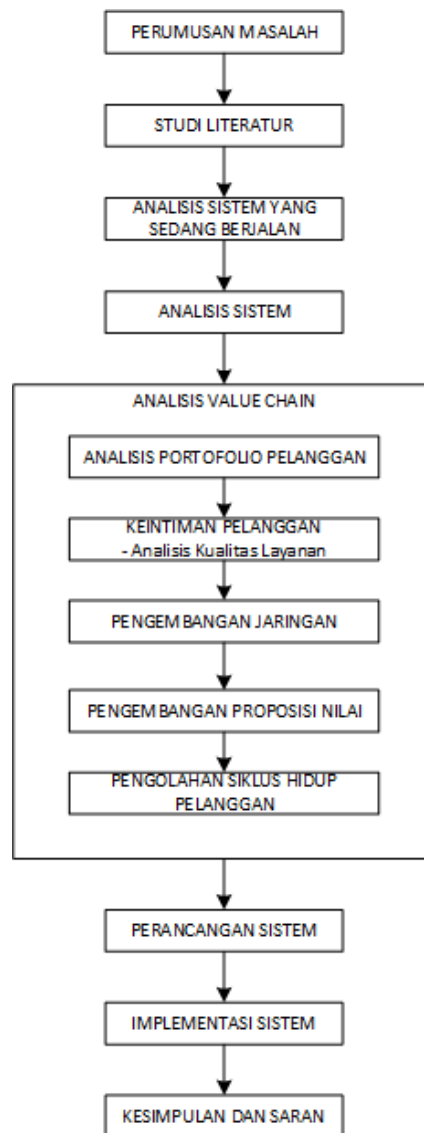 PERUMUSAN MASALAH
STUDI LITERATUR
ANALISIS SISTEM YANG
SEDANG BERJALAN
ANALISIS SISTEM
ANALISIS VALUE CHAIN
ANALISIS PORTOFOLIO PELANGGAN
KEINTIMAN PELANGGAN
- Analisis Kualitas Layanan
PENGEMBANGAN JARINGAN
PENGEMBANGAN PROPOSISI NILAI
PENGOLAHAN SIKLUS HIDUP
PELANGGAN
PERANCANGAN SISTEM
IMPLEMENTASI SISTEM
KESIMPULAN DAN SARAN